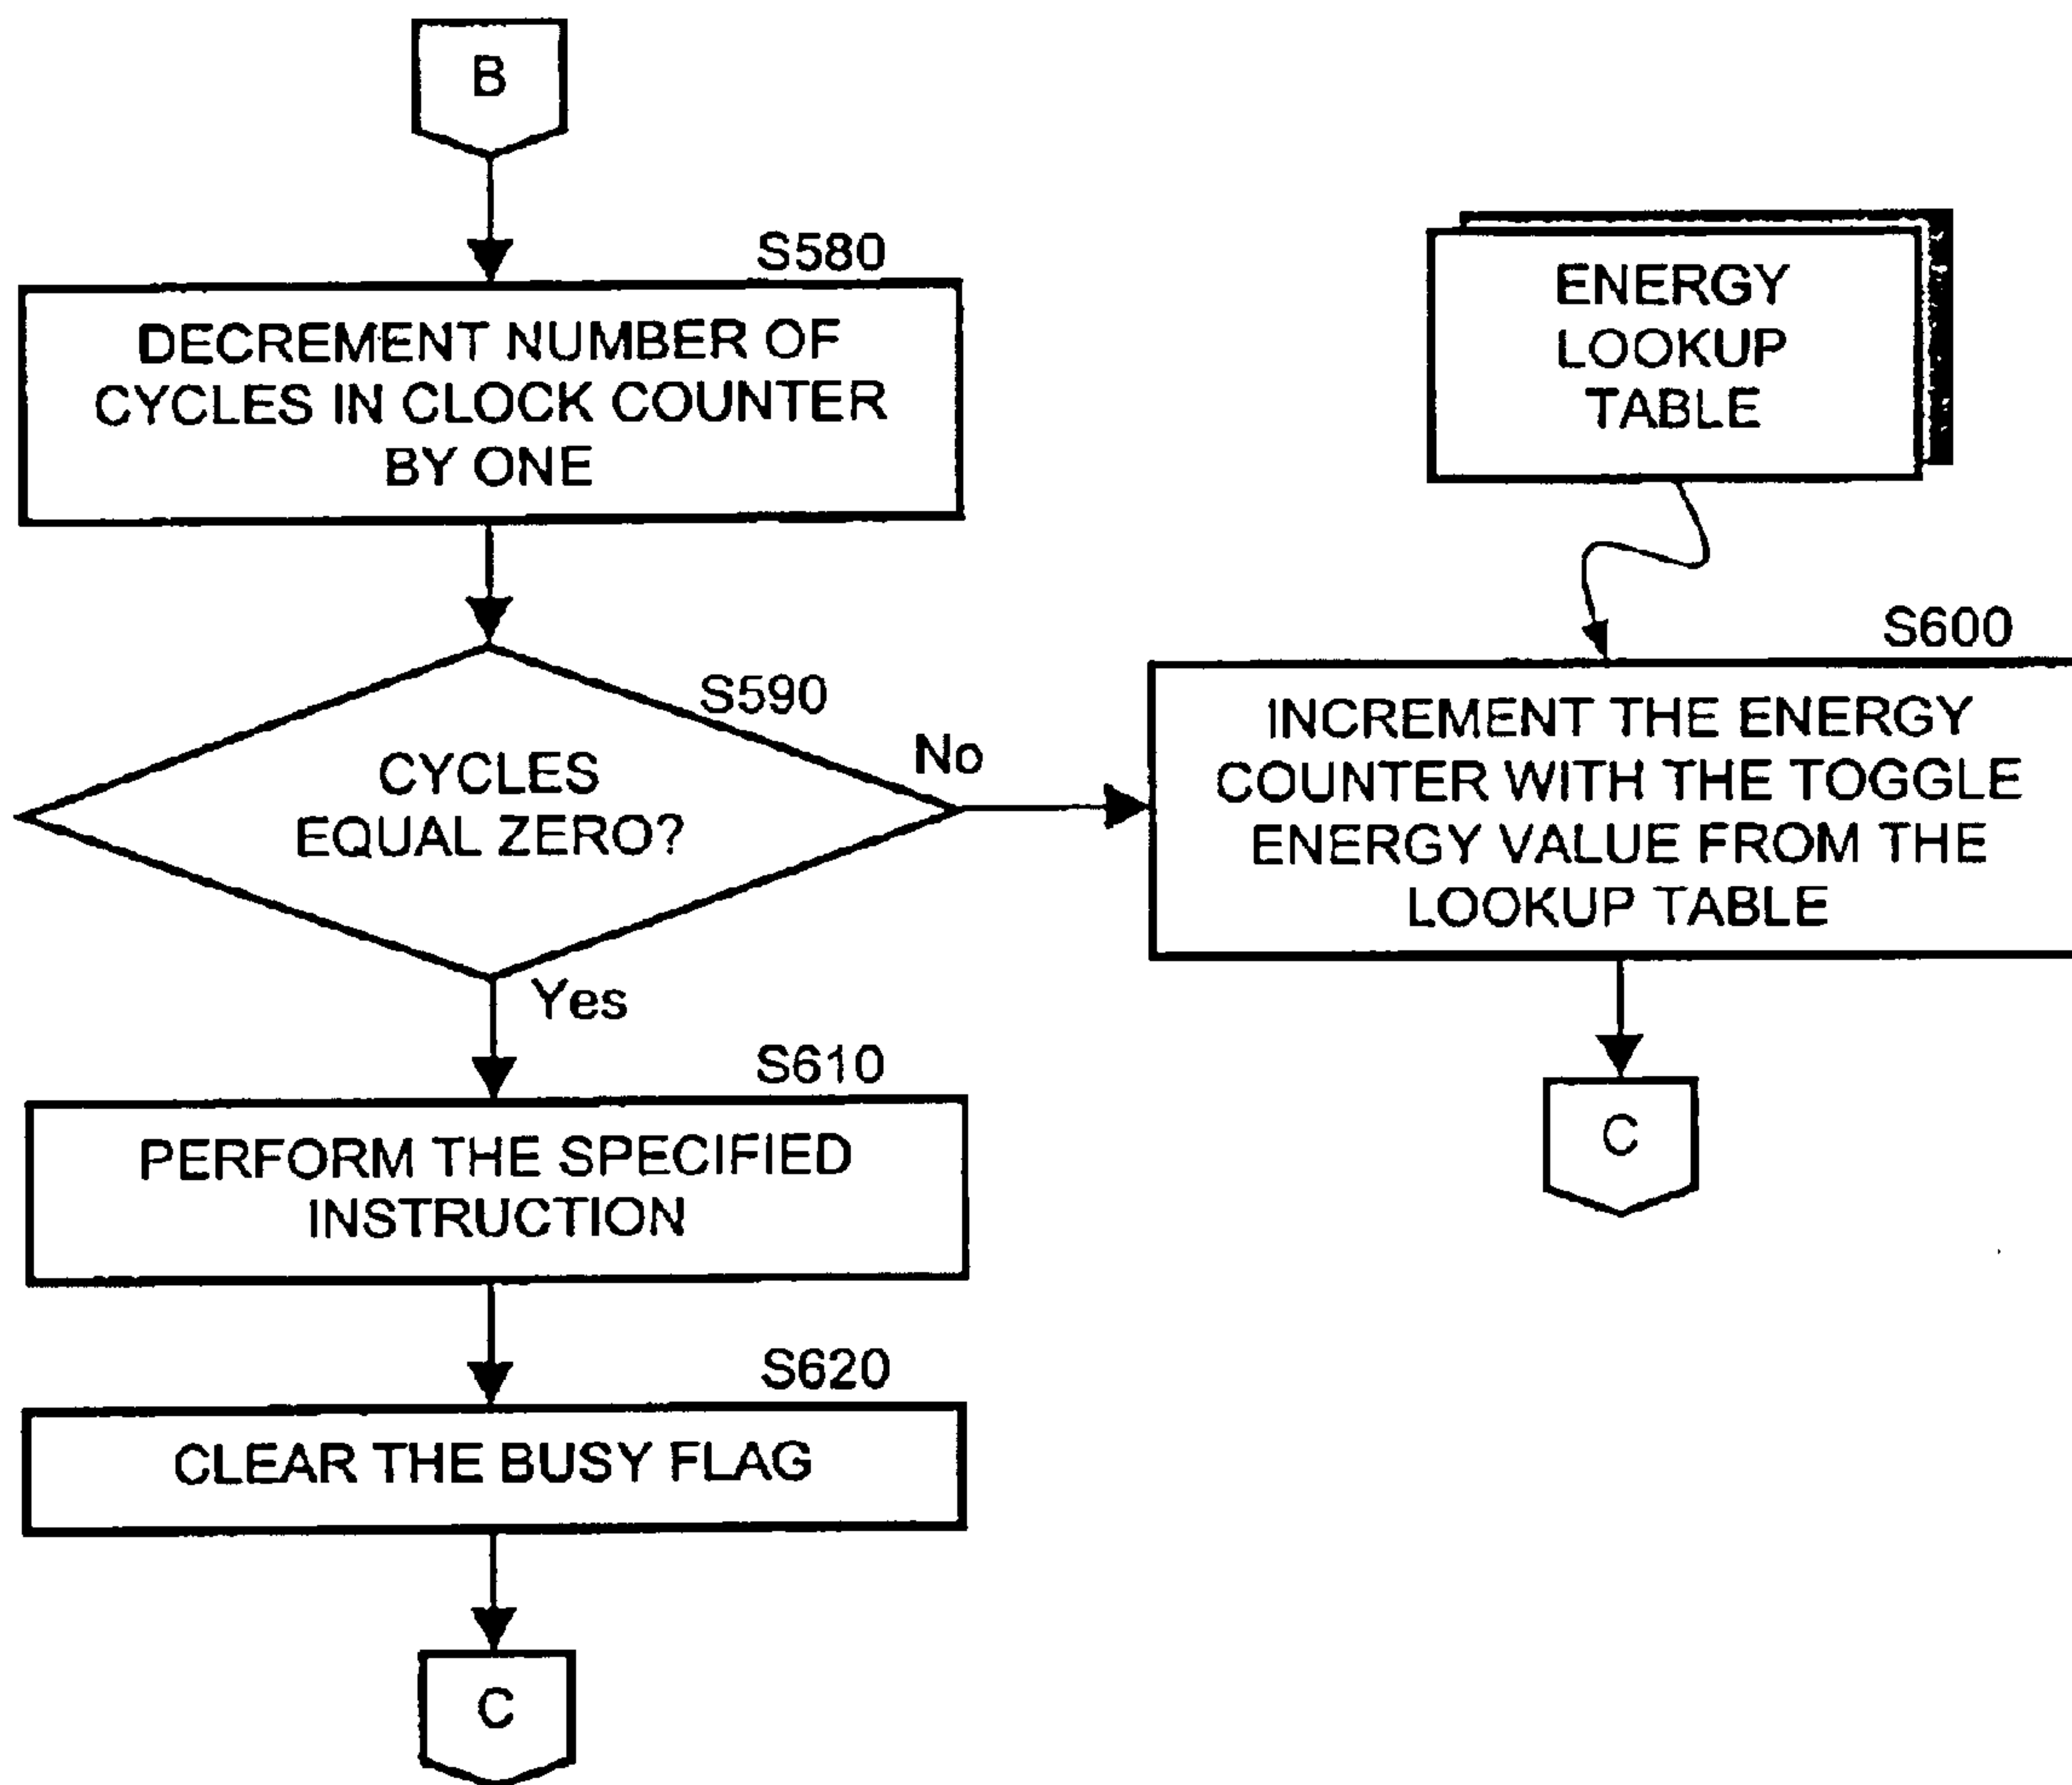 B
S580
DECREMENT NUMBER OF
CYCLES IN CLOCK COUNTER
BY ONE
ENERGY
LOOKUP
TABLE
S590
CYCLES
EQUAL ZERO?
No
Yes
S600
INCREMENT THE ENERGY
COUNTER WITH THE TOGGLE
ENERGY VALUE FROM THE
LOOKUP TABLE
C
S610
PERFORM THE SPECIFIED
INSTRUCTION
S620
CLEAR THE BUSY FLAG
C